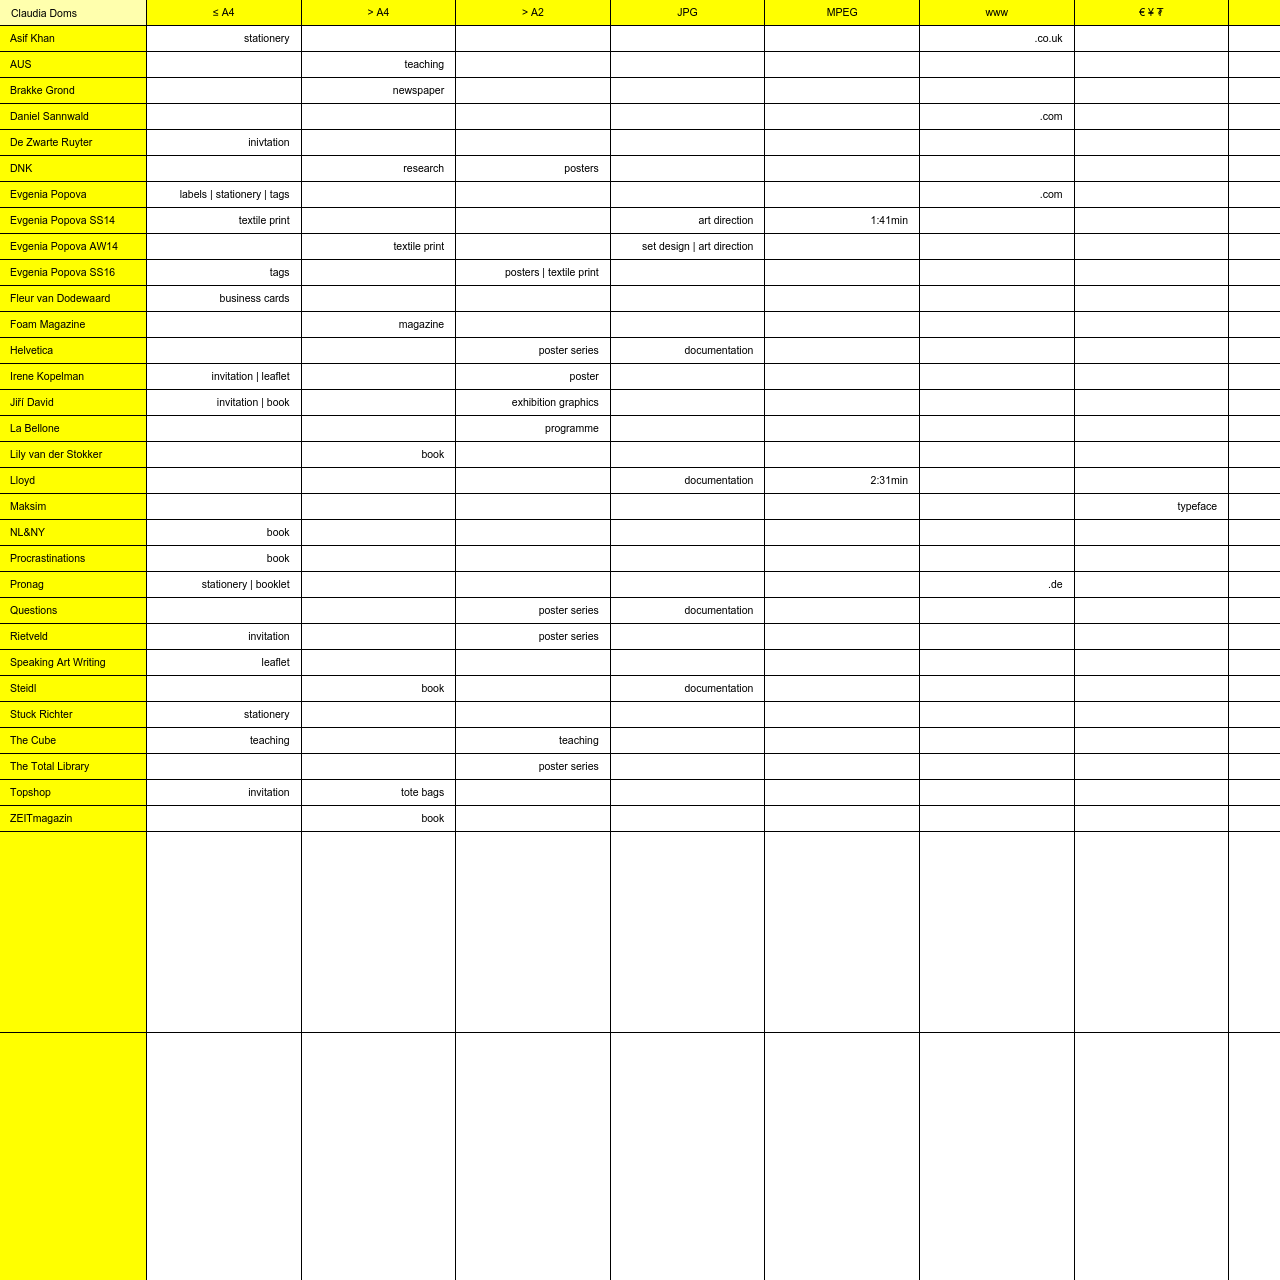 Claudia Doms ≤ A4 > A4 > A2 JPG MPEG www € ¥ ₮
Asif Khan stationery .co.uk
AUS teaching
Brakke Grond newspaper
Daniel Sannwald .com
De Zwarte Ruyter inivtation
DNK research posters
Evgenia Popova labels | stationery | tags .com
Evgenia Popova SS14 textile print art direction 1:41min
Evgenia Popova AW14 textile print set design | art direction
Evgenia Popova SS16 tags posters | textile print
Fleur van Dodewaard business cards
Foam Magazine magazine
Helvetica poster series documentation
Irene Kopelman invitation | leaflet poster
Jiří David invitation | book exhibition graphics
La Bellone programme
Lily van der Stokker book
Lloyd documentation 2:31min
Maksim typeface
NL&NY book
Procrastinations book
Pronag stationery | booklet .de
Questions poster series documentation
Rietveld invitation poster series
Speaking Art Writing leaflet
Steidl book documentation
Stuck Richter stationery
The Cube teaching teaching
The Total Library poster series
Topshop invitation tote bags
ZEITmagazin book